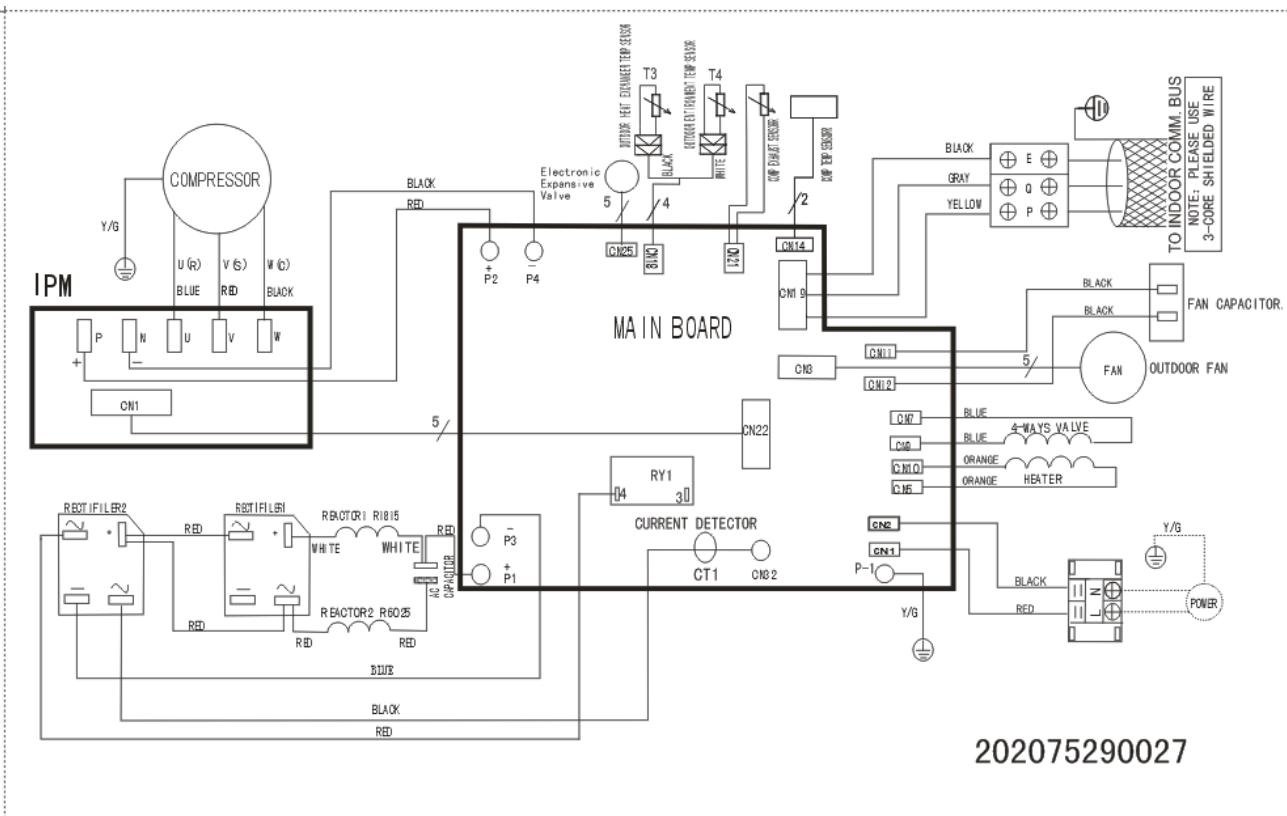 OUTDOOR HEAT EXCHANGER TEMP SENSOR
T3
OUTDOOR ENTIRONMENT TEMP SENSOR
T4
COMP EXHAUST SENSORR
COMP TEMP SENSORR
BLACK
WHITE
Electronic
Expansive
Valve
5
4
2
COMPRESSOR
Y/G
U(R)
V(S)
W(C)
BLUE
RED
BLACK
BLACK
RED
IPM
P
N
U
V
W
+
-
CN1
5
+
P2
-
P4
CN25
CN18
CN21
CN14
CN19
MAIN BOARD
BLACK
GRAY
YELLOW
E
Q
P
TO INDOOR COMM. BUS
NOTE: PLEASE USE
3-CORE SHIELDED WIRE
BLACK
BLACK
FAN CAPACITOR.
CN11
CN3
5
FAN
OUTDOOR FAN
CN12
CN7
BLUE
4-WAYS VALVE
CN9
BLUE
CN10
ORANGE
HEATER
CN5
ORANGE
CN22
RY1
4
3
CURRENT DETECTOR
CT1
CN32
CN2
CN1
P-1
Y/G
BLACK
RED
N
L
Y/G
POWER
RECTIFILER2
RECTIFILER1
REACTOR1 R1815
RED
WHITE
WHITE
RED
AC
CAPACITOR
-
P3
+
P1
+
+
REACTOR2 R6025
RED
RED
RED
BLUE
BLACK
RED
202075290027